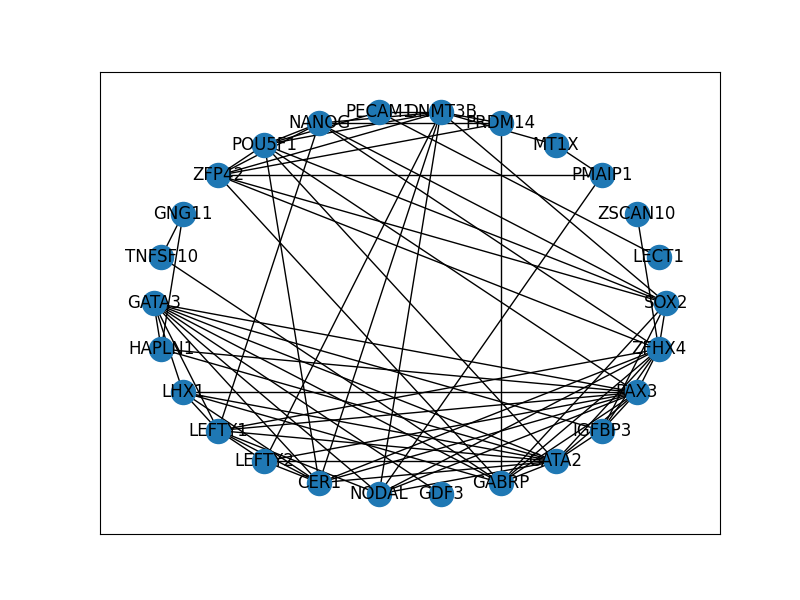 PECAM1 DNMT3B
NANOG PRDM14
POU5F1 MT1X
ZFP42 PMAIP1
GNG11 ZSCAN10
TNFSF10 LECT1
GATA3 SOX2
HAPLN1 ZFHX4
LHX1 PAX3
LEFTY1 IGFBP3
LEFTY2 GATA2
CER1 GABRP
NODAL GDF3